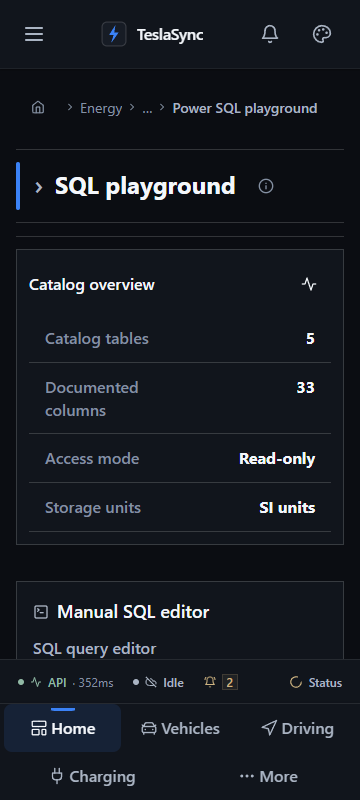 TeslaSync
Energy
...
Power SQL playground
SQL playground
Catalog overview
Catalog tables 5
Documented columns 33
Access mode Read-only
Storage units SI units
Manual SQL editor
SQL query editor
API · 352ms Idle 2 Status
Home Vehicles Driving
Charging More